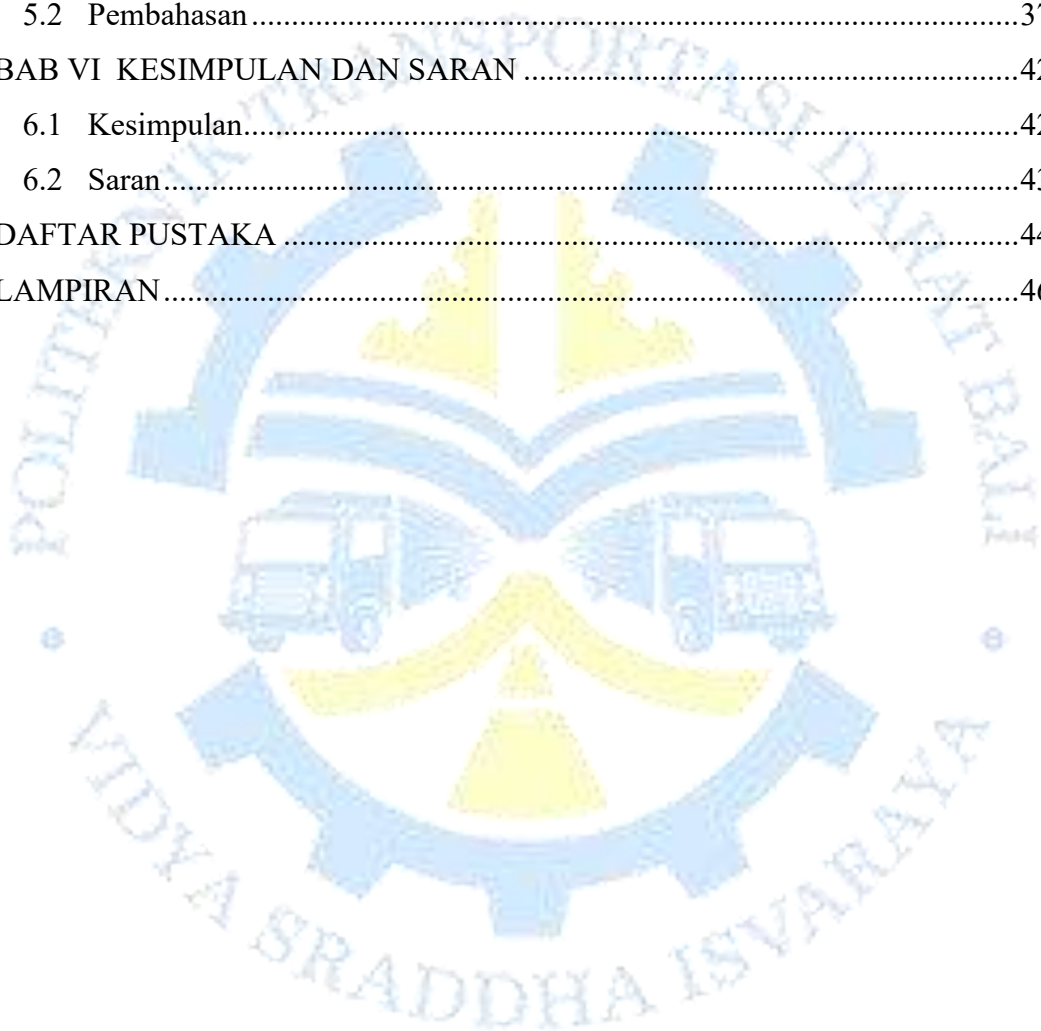 5.2 Pembahasan....................................................................................37
BAB VI KESIMPULAN DAN SARAN....................................................42
6.1 Kesimpulan.....................................................................................42
6.2 Saran...............................................................................................43
DAFTAR PUSTAKA................................................................................44
LAMPIRAN..............................................................................................46
POLITEKNIK TRANSPORTASI DARAT BALI
VIDYA SRADDHA ISVARAYA